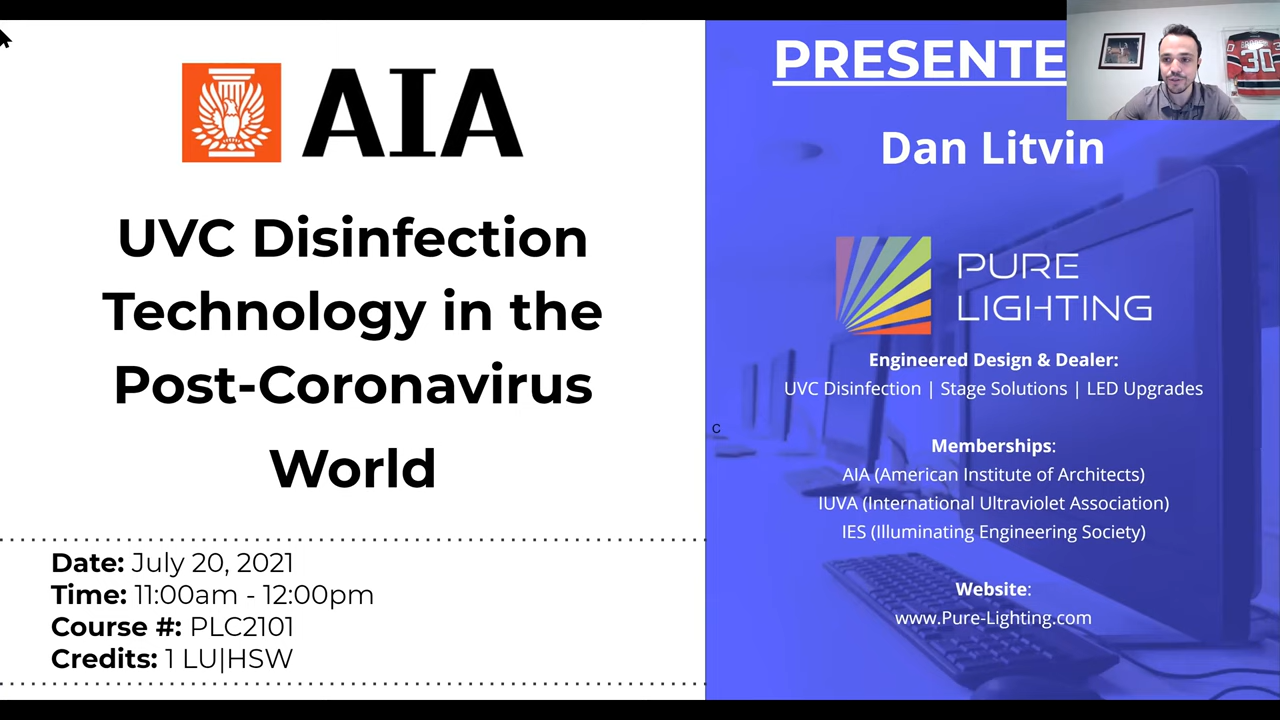 AIA
UVC Disinfection
Technology in the
Post-Coronavirus
World
Date: July 20, 2021
Time: 11:00am - 12:00pm
Course #: PLC2101
Credits: 1 LU|HSW
PRESENTE
Dan Litvin
PURE
LIGHTING
Engineered Design & Dealer:
UVC Disinfection | Stage Solutions | LED Upgrades
C
Memberships:
AIA (American Institute of Architects)
IUVA (International Ultraviolet Association)
IES (Illuminating Engineering Society)
Website:
www.Pure-Lighting.com
30